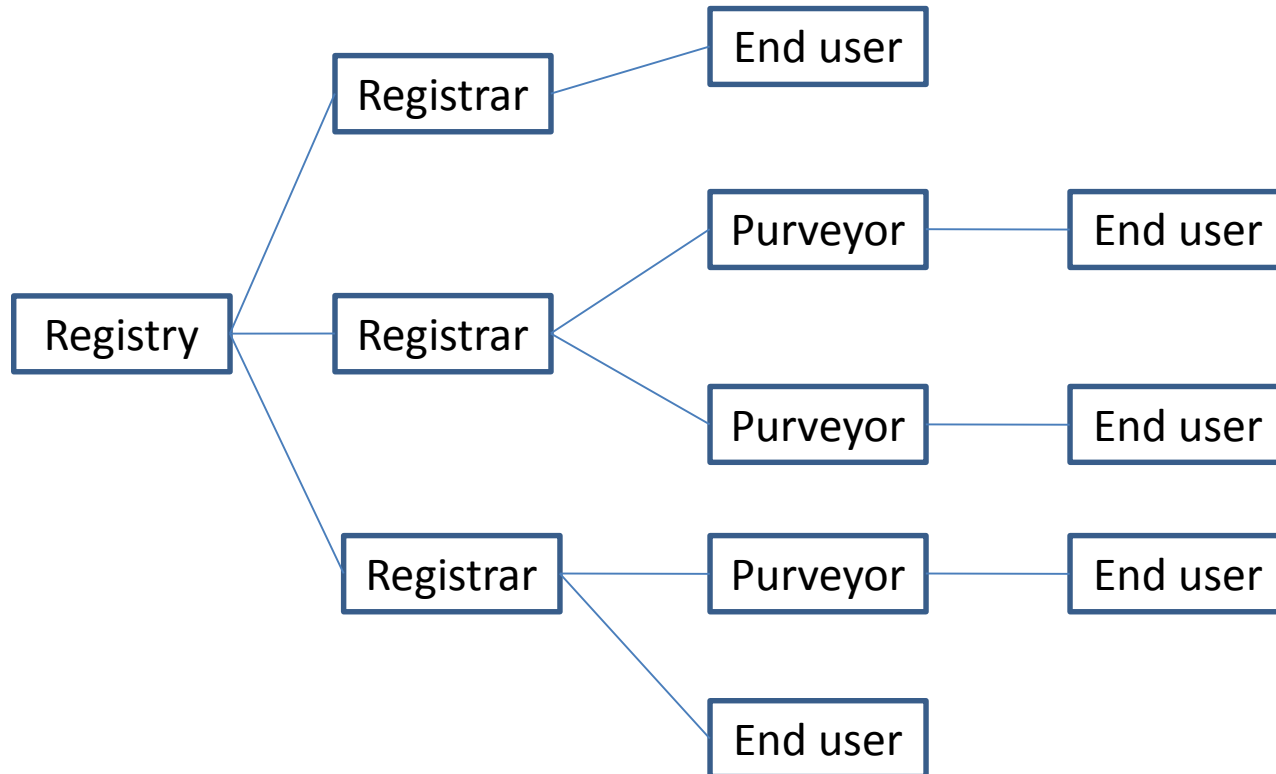 End user
Registrar
Purveyor
End user
Registry
Registrar
Purveyor
End user
Registrar
Purveyor
End user
End user